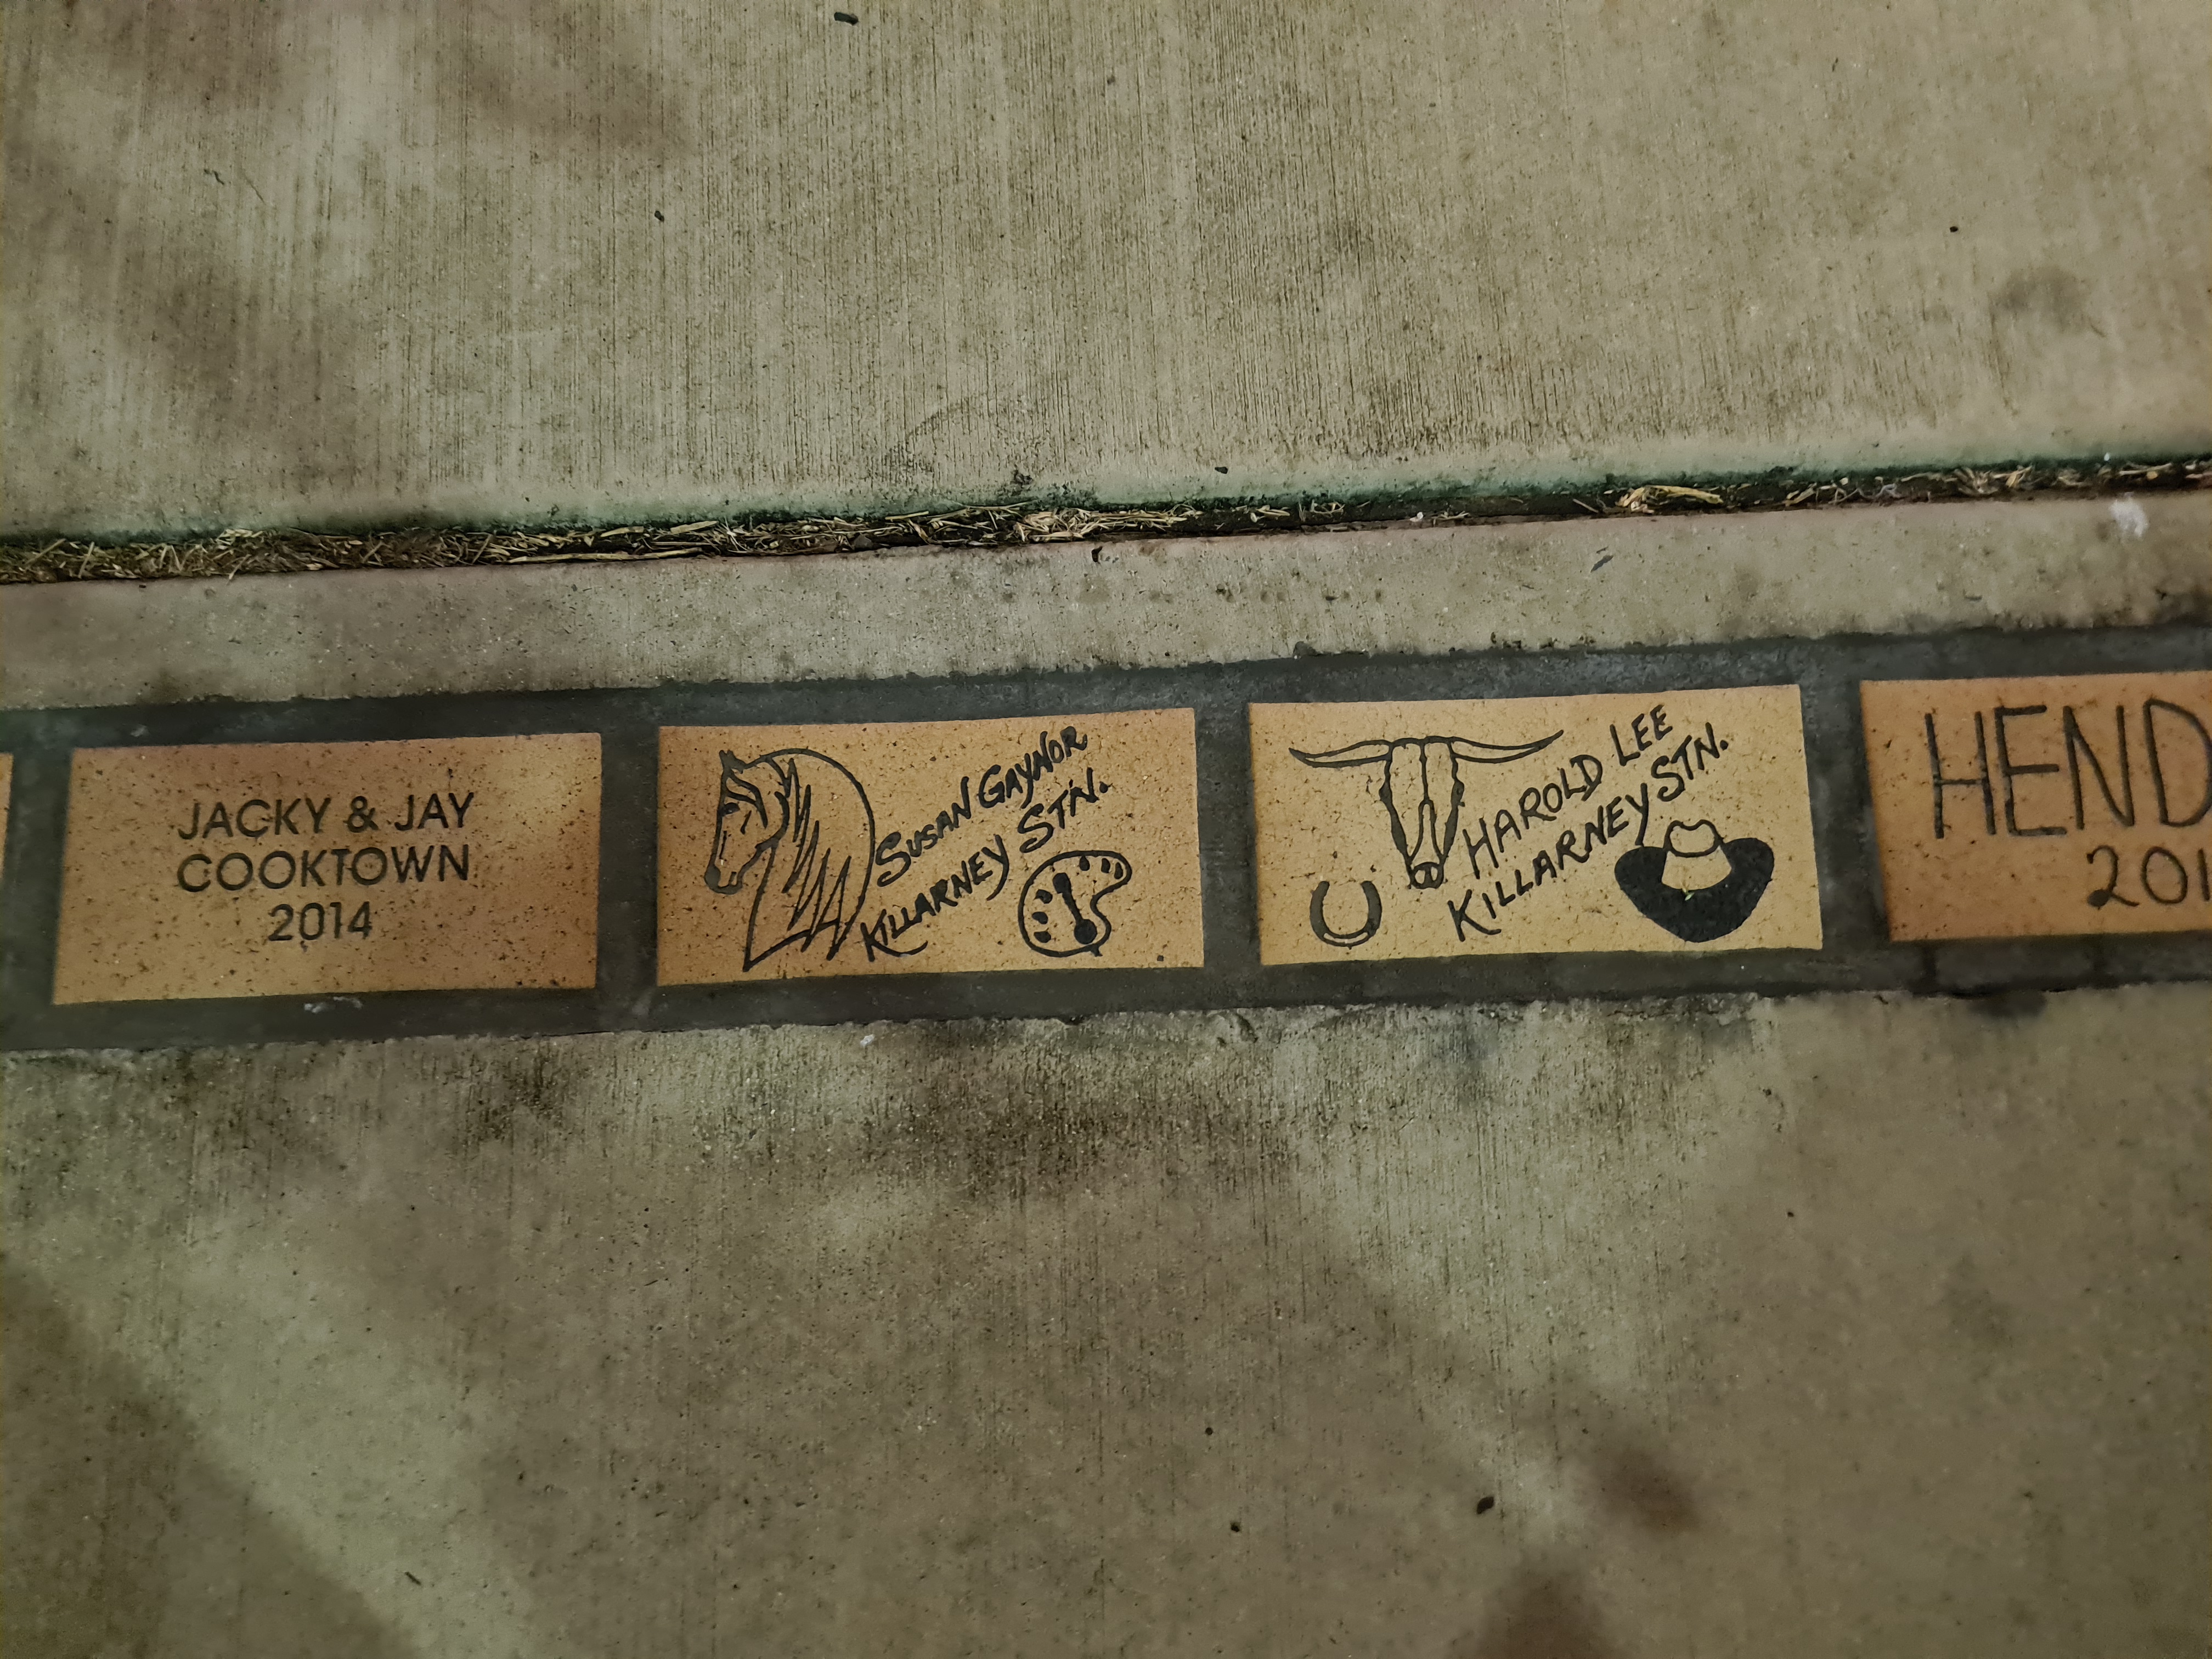 JACKY & JAY
COOKTOWN
2014
SUSAN GAYNOR
KILLARNEY STN.
HAROLD LEE
KILLARNEY STN.
HEND
201